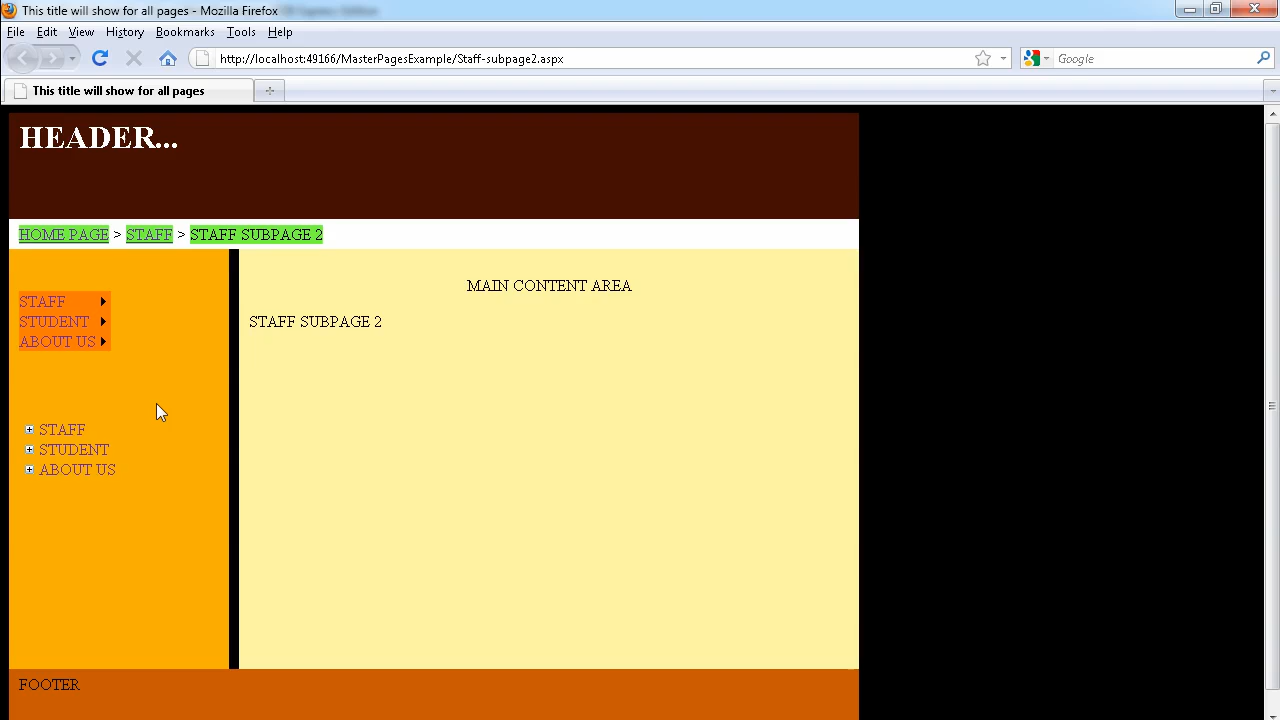 This title will show for all pages - Mozilla Firefox
File Edit View History Bookmarks Tools Help
http://localhost:49166/MasterPagesExample/Staff-subpage2.aspx
Google
This title will show for all pages
HEADER...
HOME PAGE > STAFF > STAFF SUBPAGE 2
MAIN CONTENT AREA
STAFF
STUDENT
ABOUT US
STAFF SUBPAGE 2
STAFF
STUDENT
ABOUT US
FOOTER